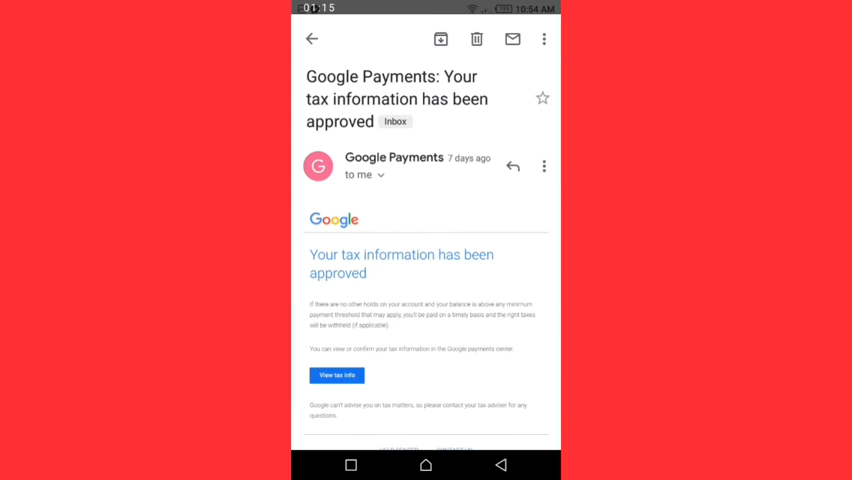 01:15
10:54 AM
Google Payments: Your
tax information has been
approved Inbox
G
Google Payments 7 days ago
to me
Google
Your tax information has been
approved
If there are no other holds on your account and your balance is above any minimum
payment threshold that may apply, you'll be paid on a timely basis and the right taxes
will be withheld (if applicable).
You can view or confirm your tax information in the Google payments center.
View tax info
Google can't advise you on tax matters, so please contact your tax adviser for any
questions.